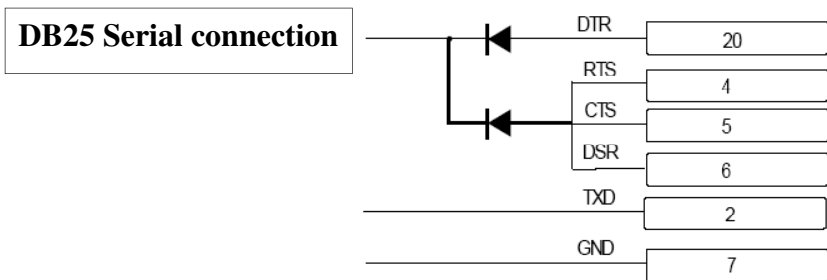 DB25 Serial connection
DTR 20
RTS 4
CTS 5
DSR 6
TXD 2
GND 7